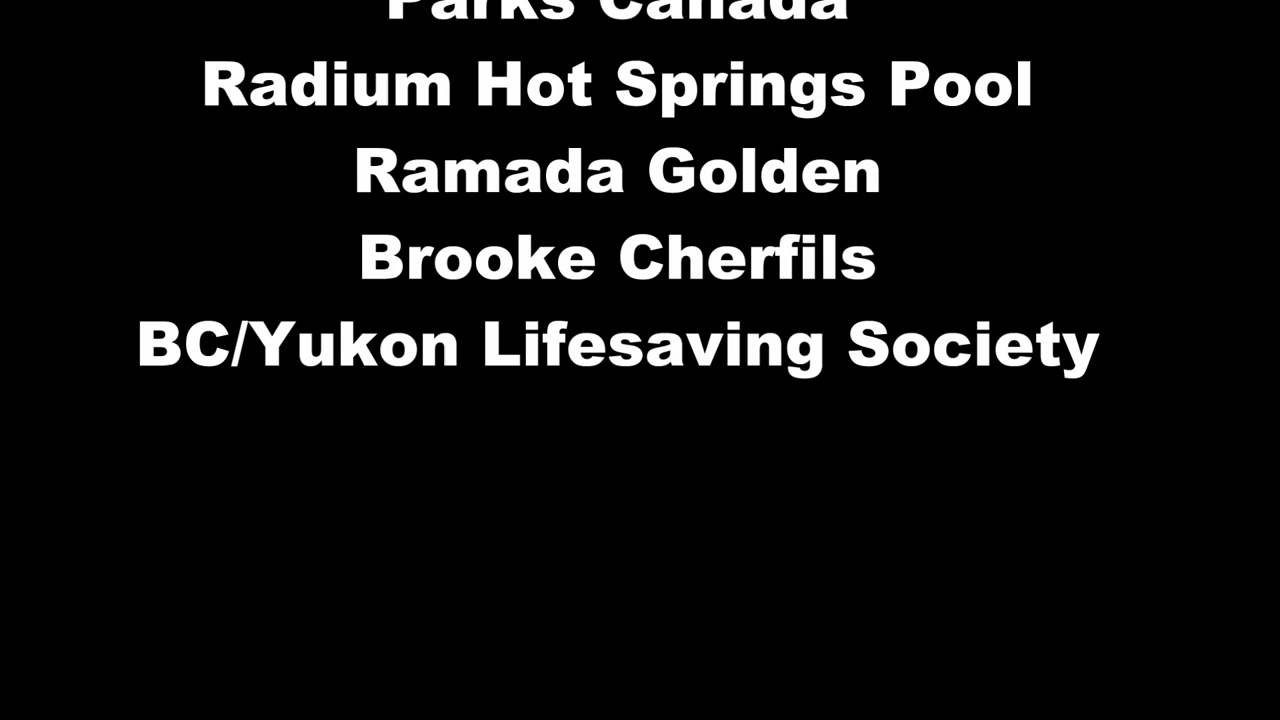 Parks Canada
Radium Hot Springs Pool
Ramada Golden
Brooke Cherfils
BC/Yukon Lifesaving Society